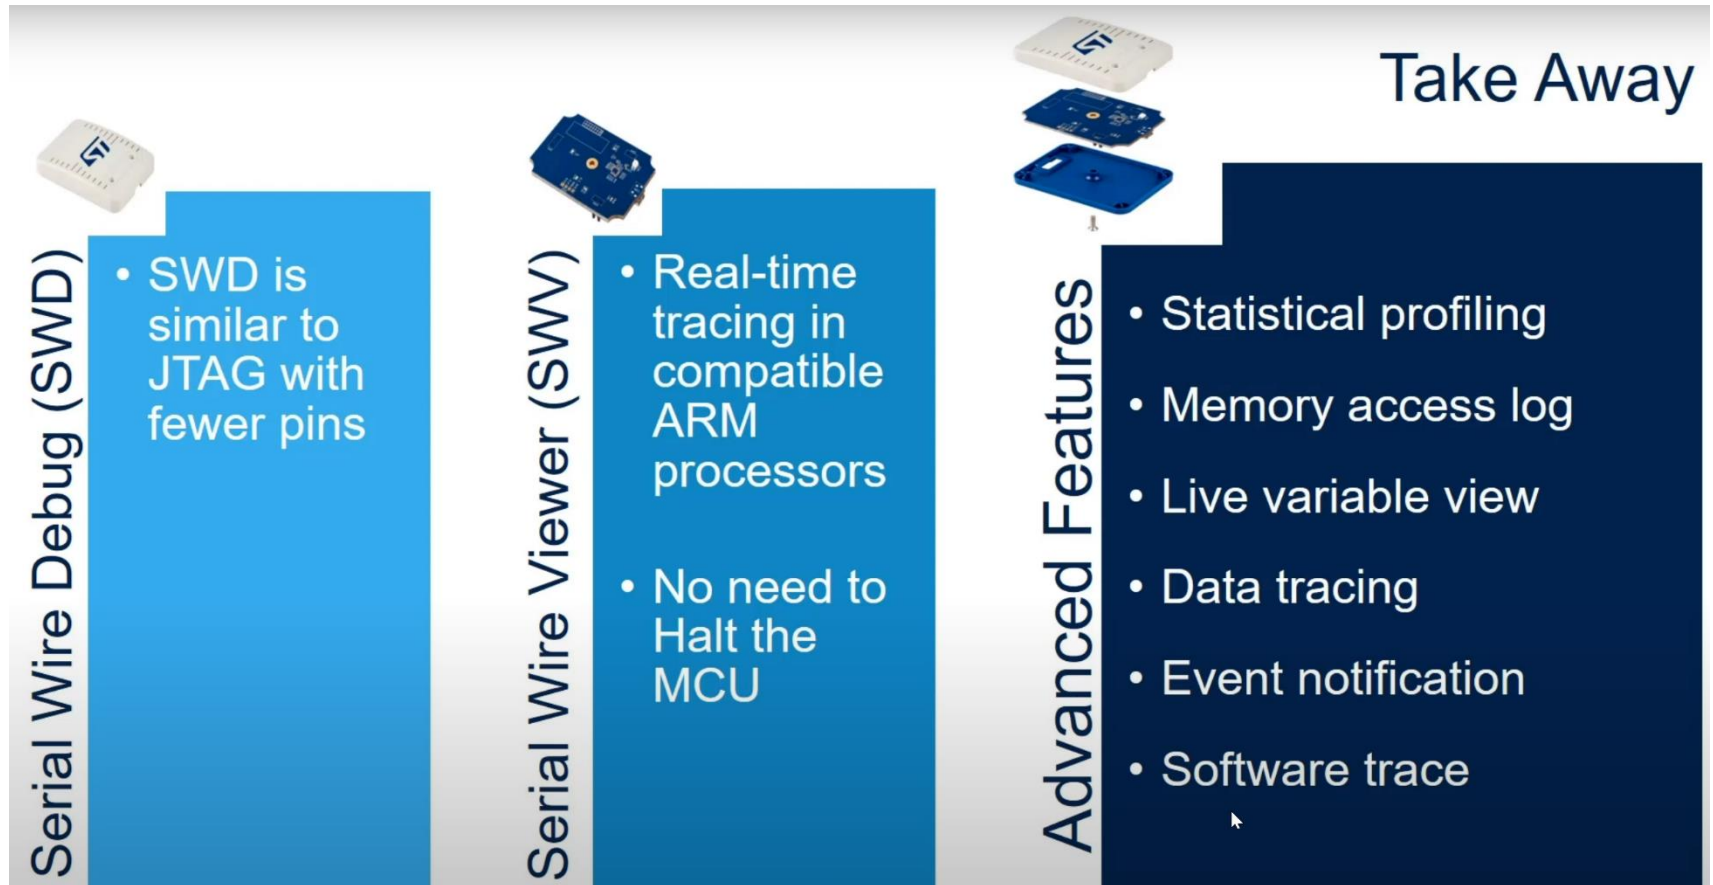 Take Away
Serial Wire Debug (SWD)
• SWD is
similar to
JTAG with
fewer pins
Serial Wire Viewer (SWV)
• Real-time
tracing in
compatible
ARM
processors
• No need to
Halt the
MCU
Advanced Features
• Statistical profiling
• Memory access log
• Live variable view
• Data tracing
• Event notification
• Software trace